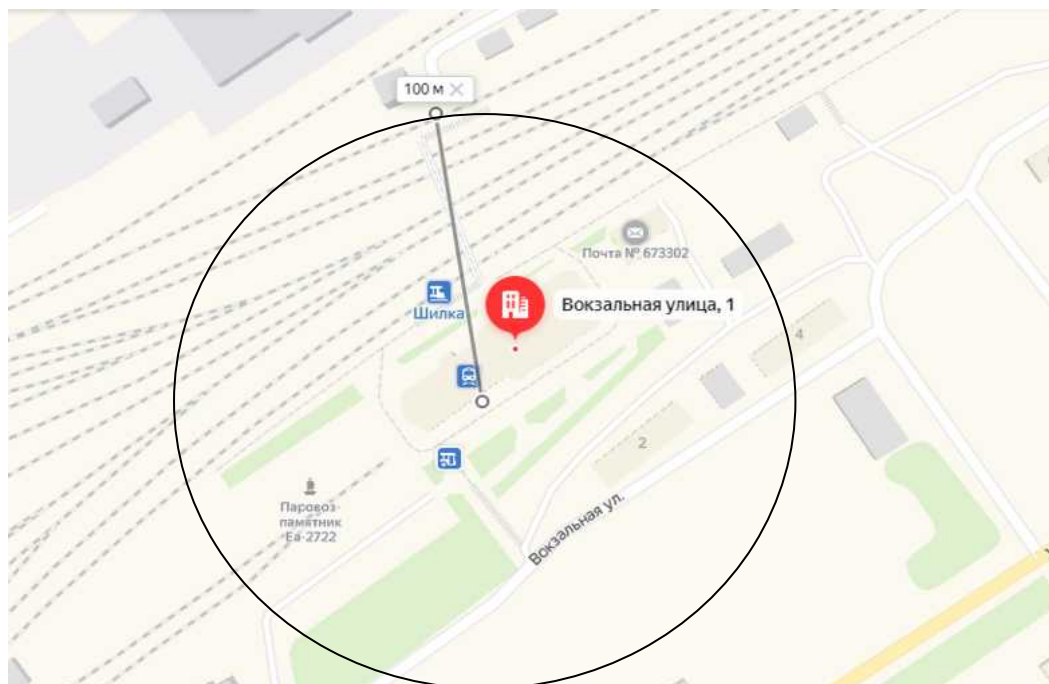 100 м
Почта № 673302
Вокзальная улица, 1
Шилка
4
2
Вокзальная ул.
Паровоз-
памятник
Еа-2722